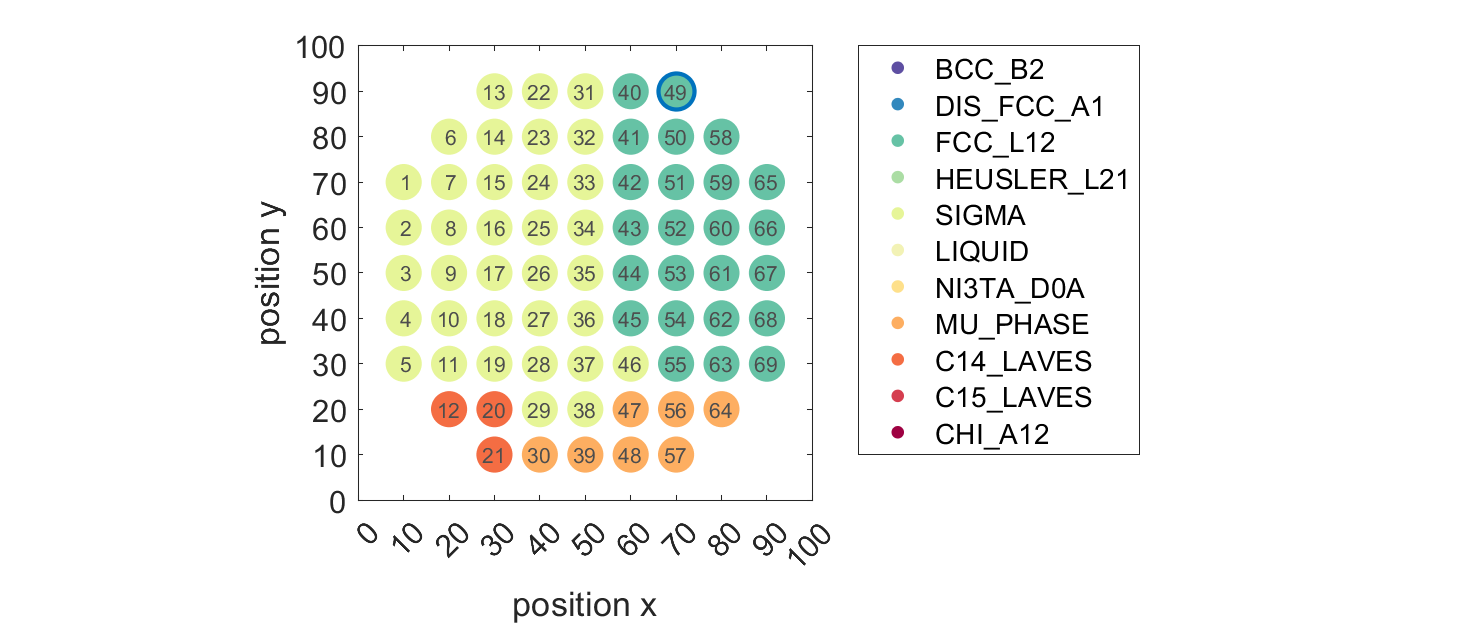 100
90
80
70
60
50
40
30
20
10
0
position y
13 22 31 40 49
6 14 23 32 41 50 58
1 7 15 24 33 42 51 59 65
2 8 16 25 34 43 52 60 66
3 9 17 26 35 44 53 61 67
4 10 18 27 36 45 54 62 68
5 11 19 28 37 46 55 63 69
12 20 29 38 47 56 64
21 30 39 48 57
0 10 20 30 40 50 60 70 80 90 100
position x
BCC_B2
DIS_FCC_A1
FCC_L12
HEUSLER_L21
SIGMA
LIQUID
NI3TA_D0A
MU_PHASE
C14_LAVES
C15_LAVES
CHI_A12